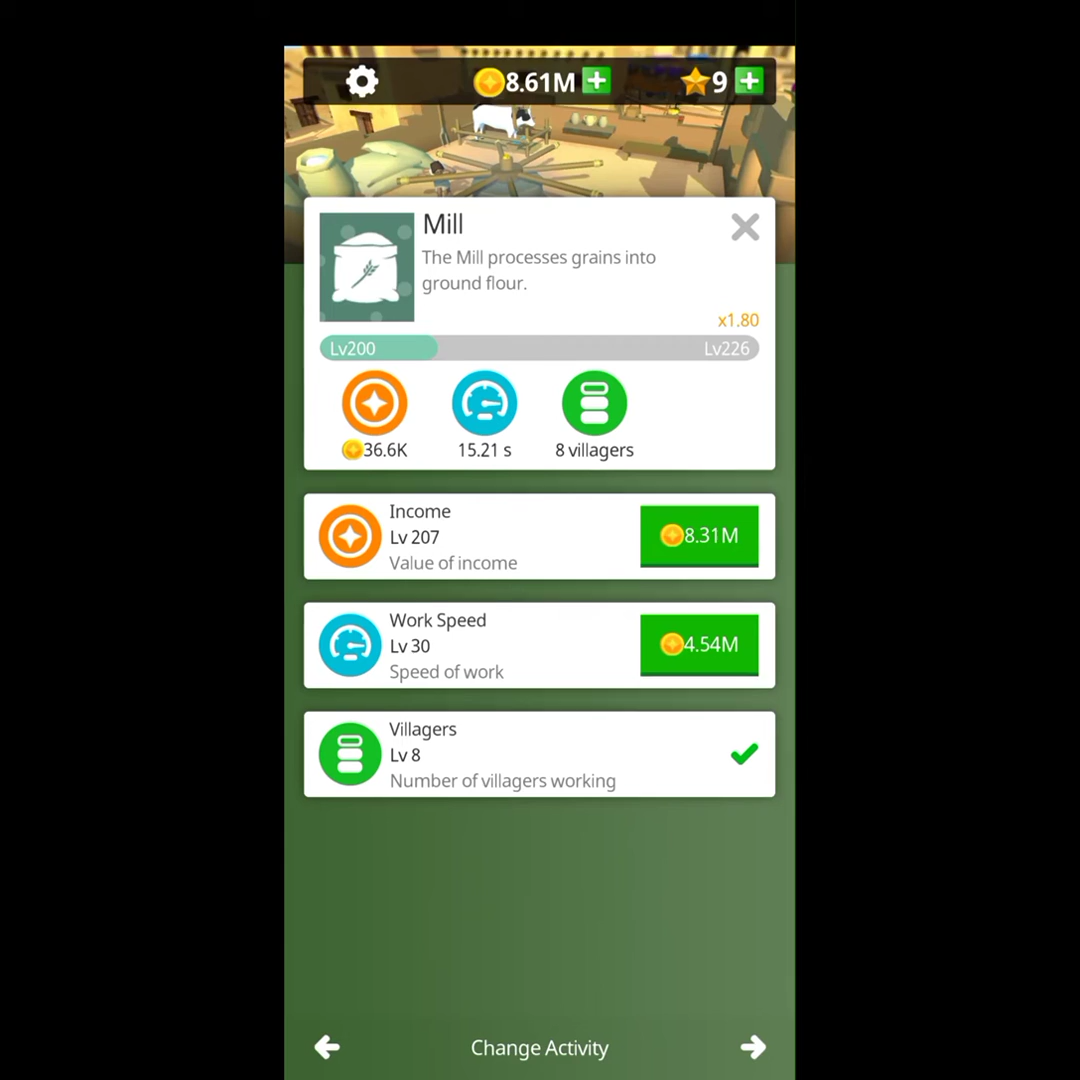 8.61M
9
Mill
The Mill processes grains into
ground flour.
x1.80
Lv200
Lv226
36.6K
15.21 s
8 villagers
Income
Lv 207
Value of income
8.31M
Work Speed
Lv 30
Speed of work
4.54M
Villagers
Lv 8
Number of villagers working
Change Activity